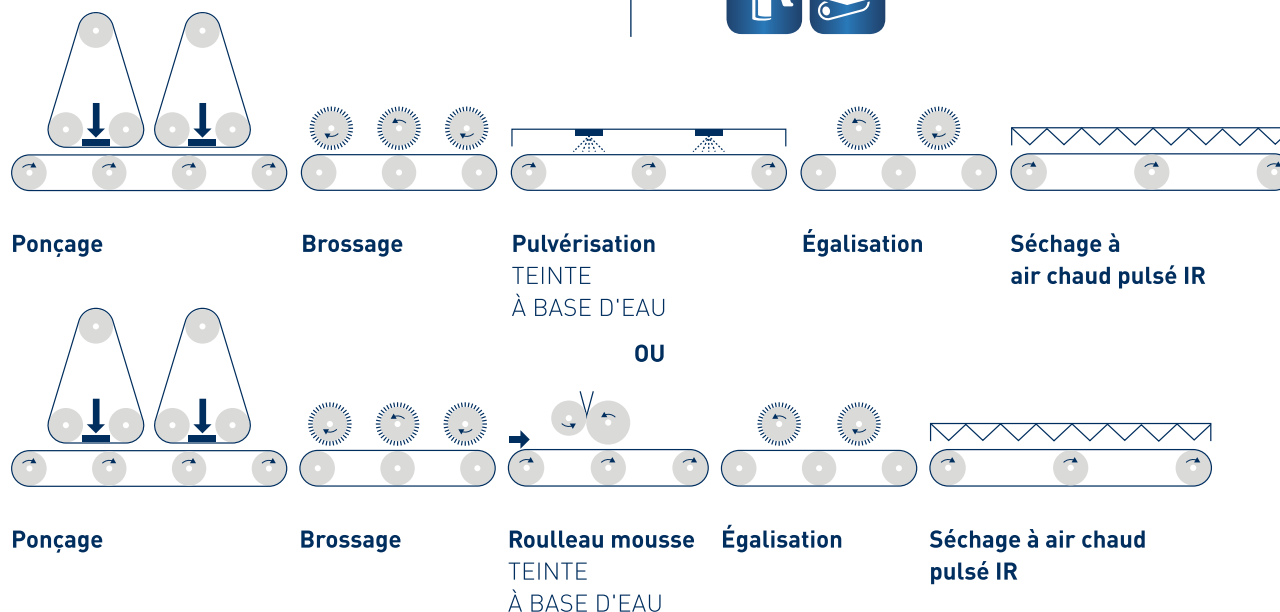 Ponçage
Brossage
Pulvérisation
TEINTE
À BASE D'EAU
Égalisation
Séchage à
air chaud pulsé IR
OU
Ponçage
Brossage
Roulleau mousse
TEINTE
À BASE D'EAU
Égalisation
Séchage à air chaud
pulsé IR